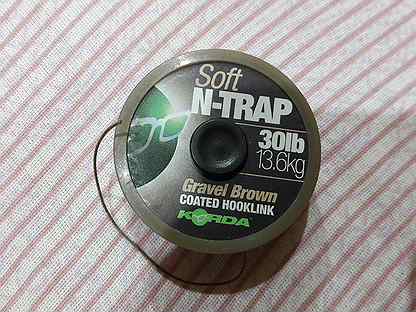 Soft
N-TRAP
30lb
13.6kg
Gravel Brown
COATED HOOKLINK
KORDA